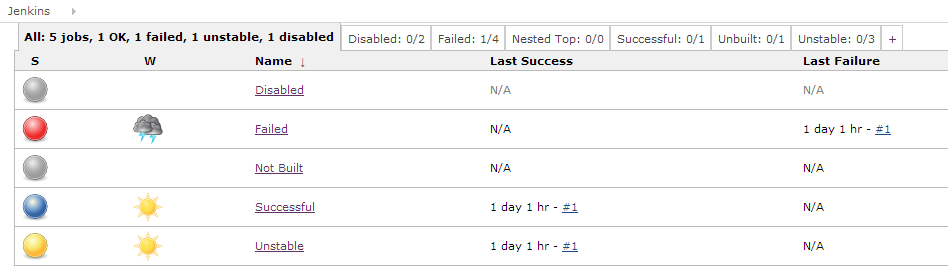 Jenkins
All: 5 jobs, 1 OK, 1 failed, 1 unstable, 1 disabled Disabled: 0/2 Failed: 1/4 Nested Top: 0/0 Successful: 0/1 Unbuilt: 0/1 Unstable: 0/3 +
S W Name ↓ Last Success Last Failure
Disabled N/A N/A
Failed N/A 1 day 1 hr - #1
Not Built N/A N/A
Successful 1 day 1 hr - #1 N/A
Unstable 1 day 1 hr - #1 N/A